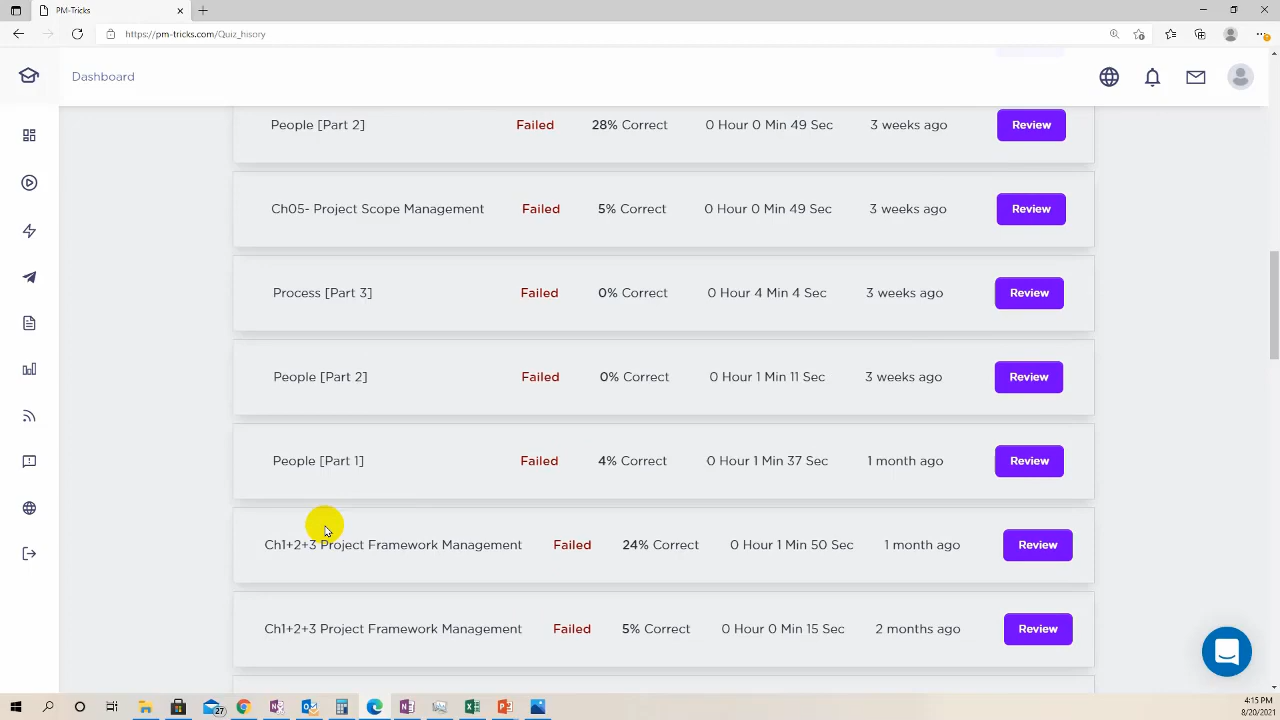 PM-Tricks
https://pm-tricks.com/Quiz_hisory
Dashboard
People [Part 2] Failed 28% Correct 0 Hour 0 Min 49 Sec 3 weeks ago Review
Ch05- Project Scope Management Failed 5% Correct 0 Hour 0 Min 49 Sec 3 weeks ago Review
Process [Part 3] Failed 0% Correct 0 Hour 4 Min 4 Sec 3 weeks ago Review
People [Part 2] Failed 0% Correct 0 Hour 1 Min 11 Sec 3 weeks ago Review
People [Part 1] Failed 4% Correct 0 Hour 1 Min 37 Sec 1 month ago Review
Ch1+2+3 Project Framework Management Failed 24% Correct 0 Hour 1 Min 50 Sec 1 month ago Review
Ch1+2+3 Project Framework Management Failed 5% Correct 0 Hour 0 Min 15 Sec 2 months ago Review
27
4:15 PM
8/20/2021